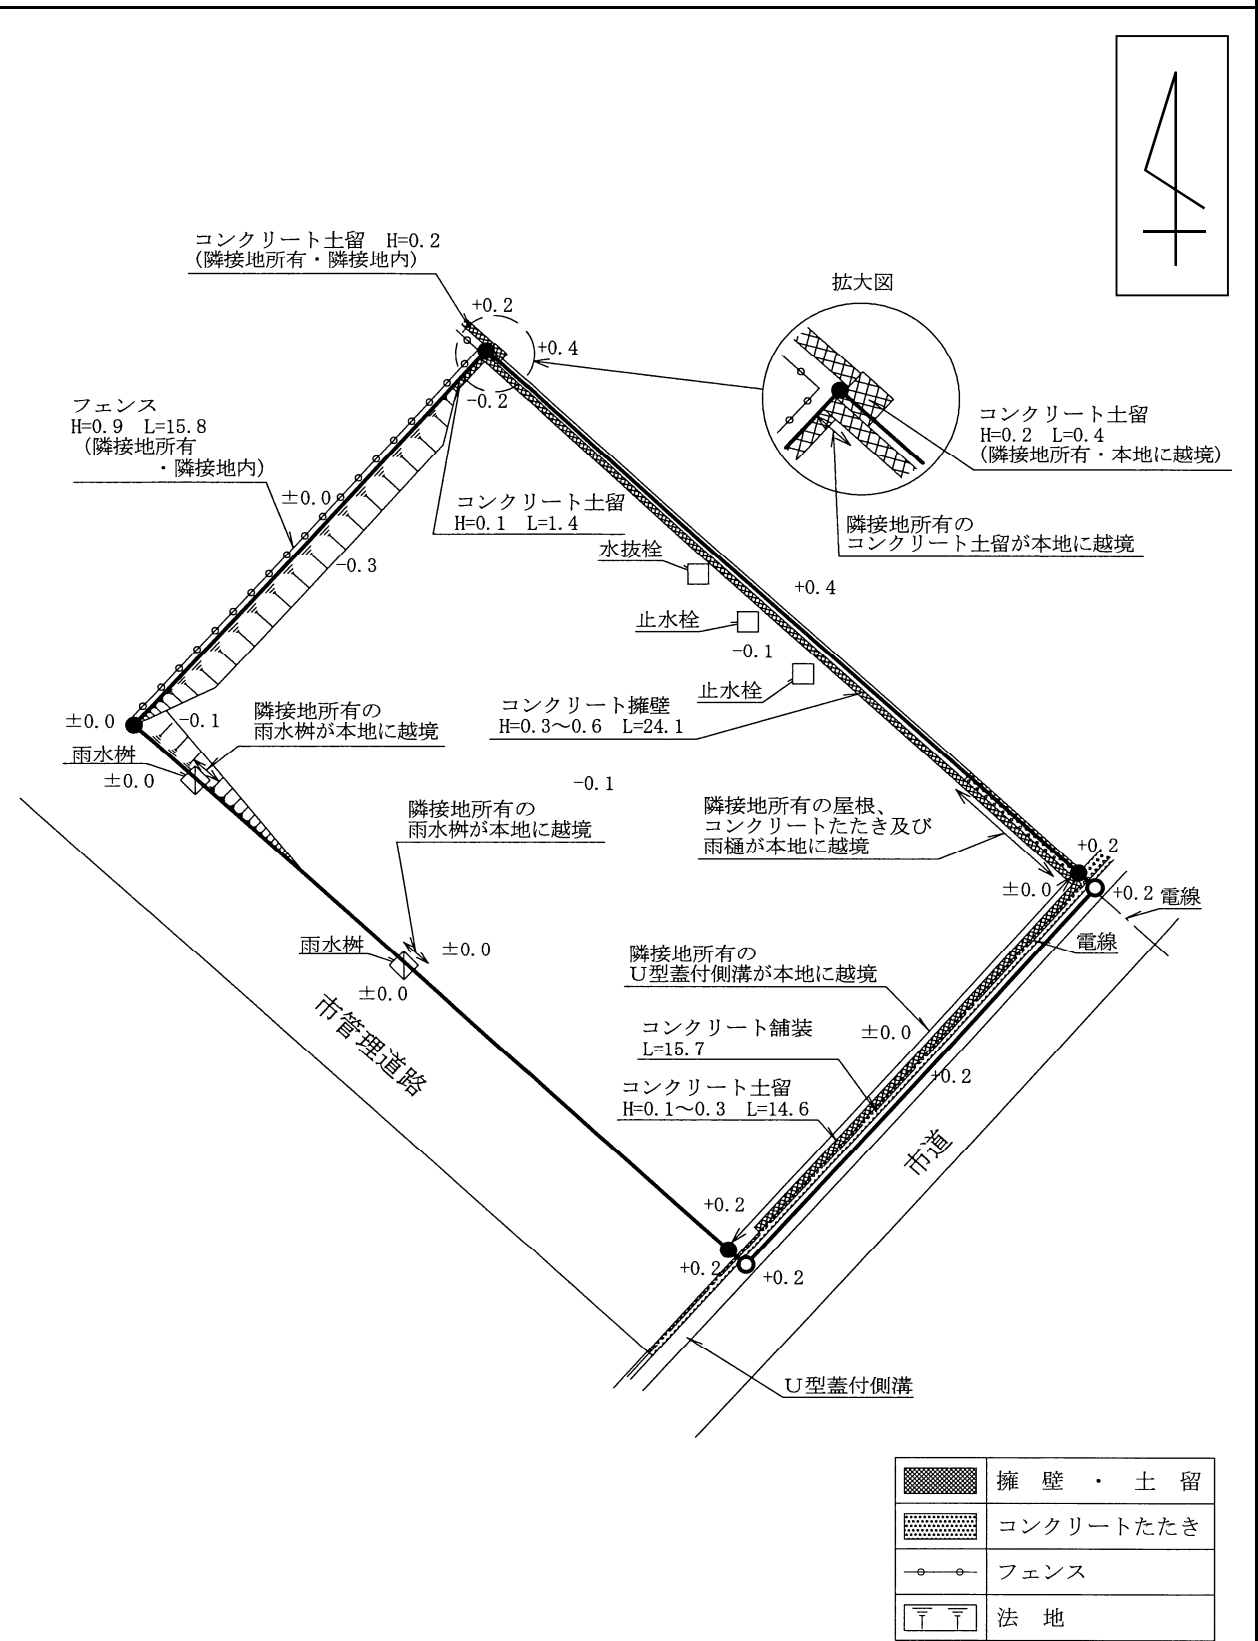 コンクリート土留 H=0.2
(隣接地所有・隣接地内)
+0.2
+0.4
-0.2
拡大図
フェンス
H=0.9 L=15.8
(隣接地所有
・隣接地内)
コンクリート土留
H=0.2 L=0.4
(隣接地所有・本地に越境)
±0.0
コンクリート土留
H=0.1 L=1.4
隣接地所有の
コンクリート土留が本地に越境
水抜栓
-0.3
+0.4
止水栓
-0.1
止水栓
コンクリート擁壁
H=0.3～0.6 L=24.1
±0.0
-0.1
隣接地所有の
雨水桝が本地に越境
雨水桝
±0.0
-0.1
隣接地所有の
雨水桝が本地に越境
隣接地所有の屋根、
コンクリートたたき及び
雨樋が本地に越境
+0.2
±0.0
+0.2
電線
電線
雨水桝
±0.0
±0.0
隣接地所有の
U型蓋付側溝が本地に越境
市管理道路
コンクリート舗装
L=15.7
±0.0
+0.2
コンクリート土留
H=0.1～0.3 L=14.6
市道
+0.2
+0.2
+0.2
U型蓋付側溝
擁壁・土留
コンクリートたたき
フェンス
法地